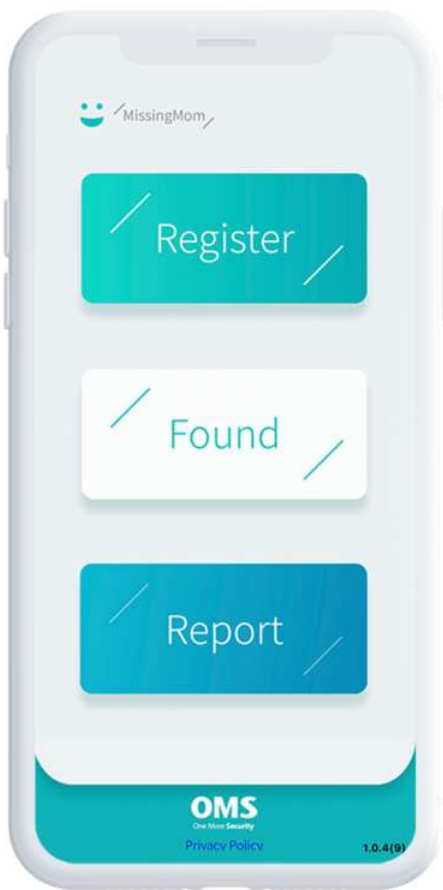 MissingMom
Register
Found
Report
OMS
One More Security
Privacy Policy
1.0.4(9)